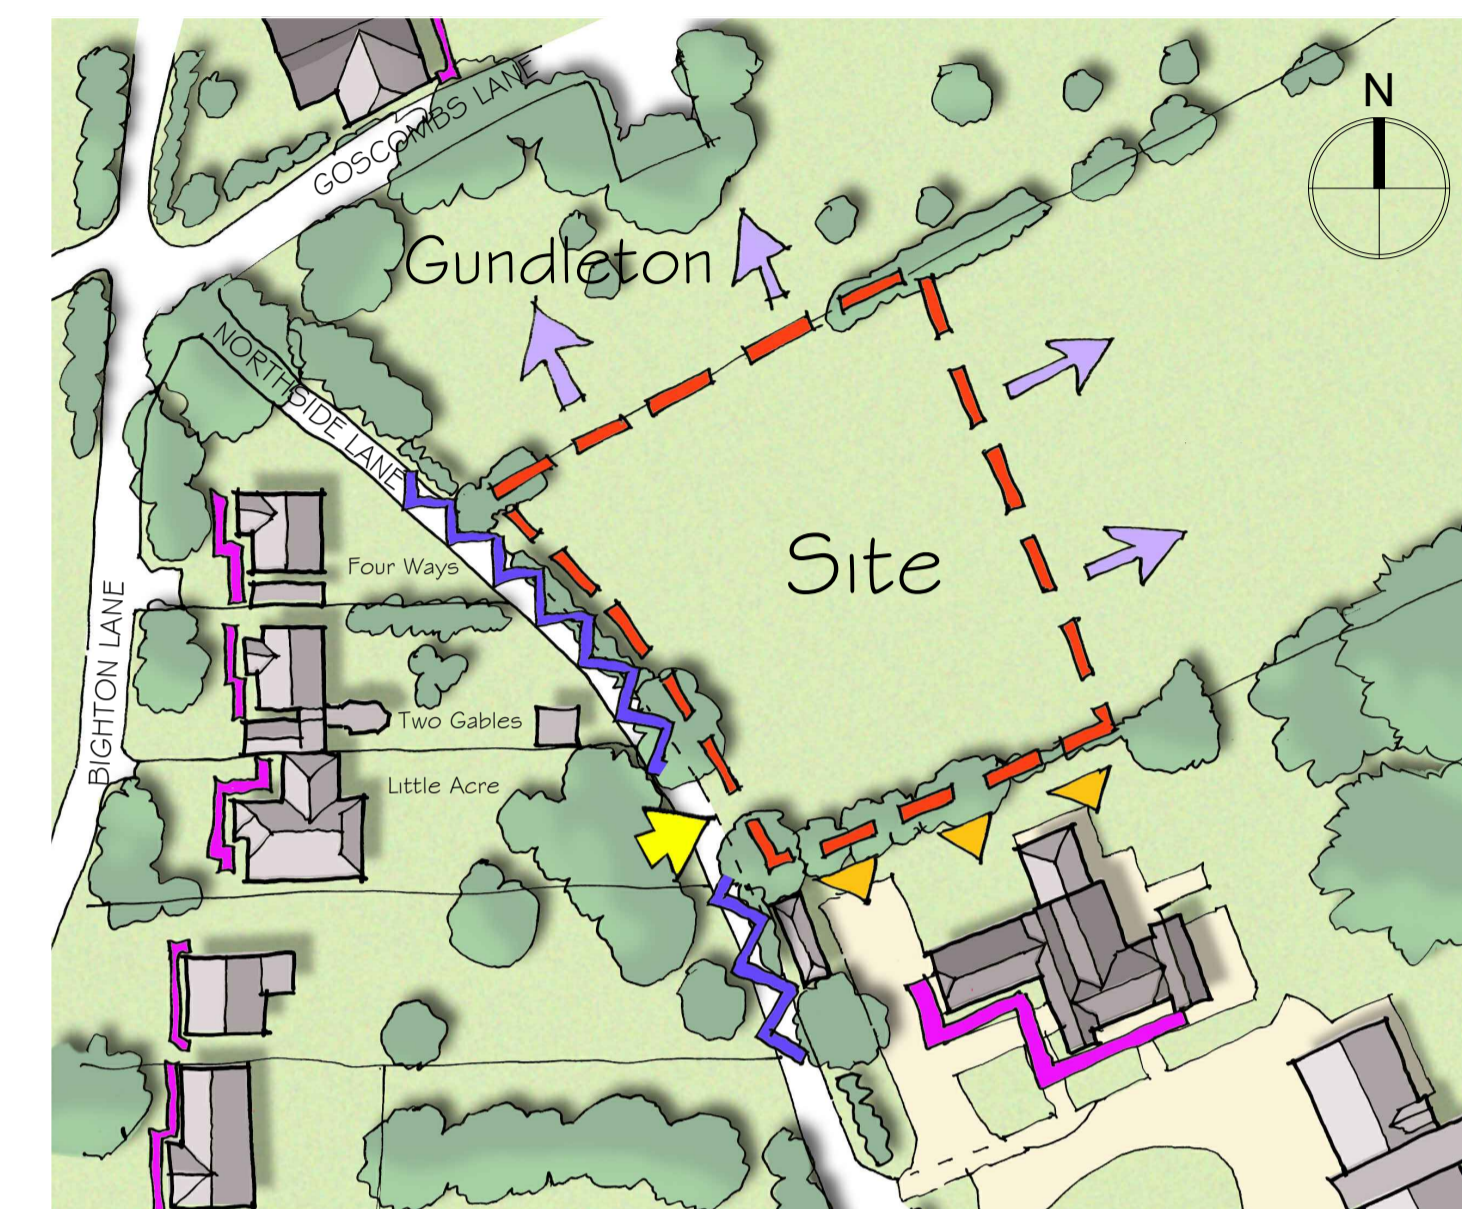 N
GOSCOMBS LANE
Gundleton
NORTHSIDE LANE
Site
Four Ways
BIGHTON LANE
Two Gables
Little Acre